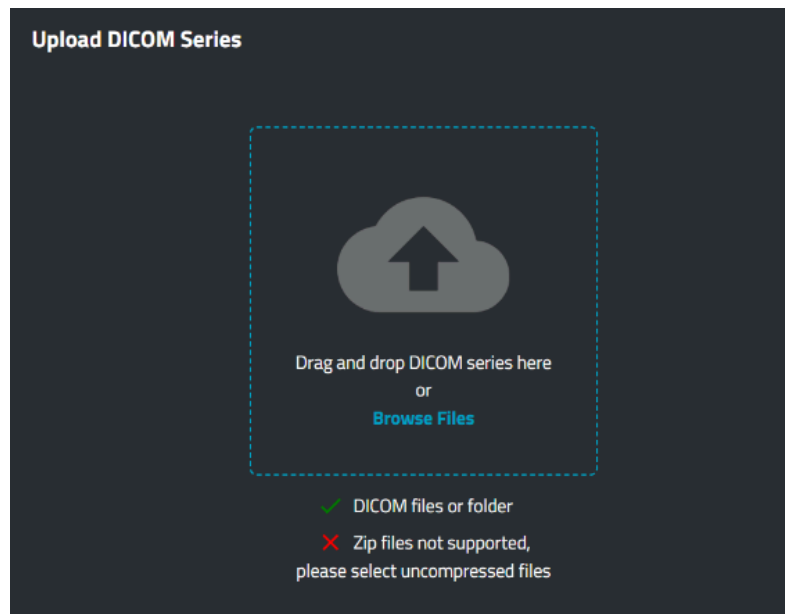 Upload DICOM Series
Drag and drop DICOM series here
or
Browse Files
DICOM files or folder
Zip files not supported,
please select uncompressed files